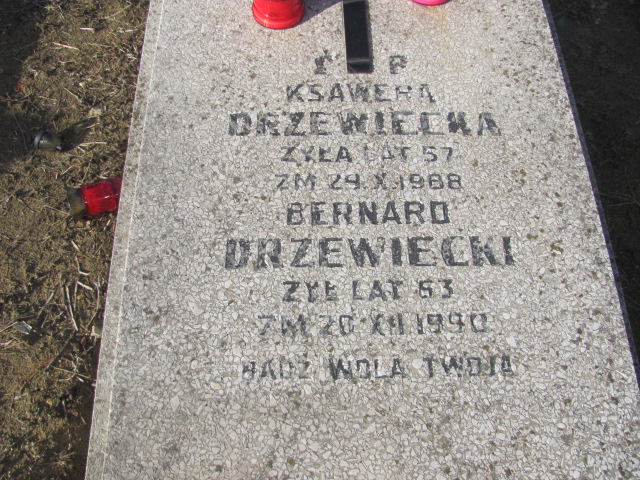 Ś P
KSAWERA
DRZEWIECKA
ŻYŁA LAT 57
ZM 29.X.1988
BERNARD
DRZEWIECKI
ŻYŁ LAT 63
ZM 20 XII 1990
BĄDŹ WOLA TWOJA